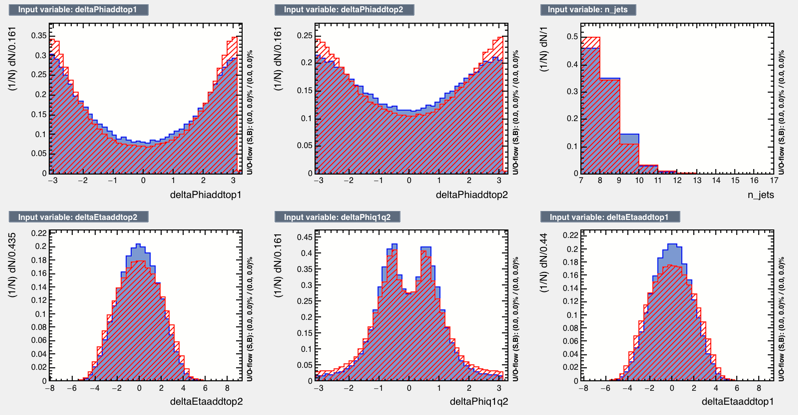 Input variable: deltaPhiaddtop1
(1/N) dN/0.161
0.35
0.3
0.25
0.2
0.15
0.1
0.05
0
−3 −2 −1 0 1 2 3
deltaPhiaddtop1
U/O-flow (S,B): (0.0, 0.0)% / (0.0, 0.0)%
Input variable: deltaPhiaddtop2
(1/N) dN/0.161
0.25
0.2
0.15
0.1
0.05
0
−3 −2 −1 0 1 2 3
deltaPhiaddtop2
U/O-flow (S,B): (0.0, 0.0)% / (0.0, 0.0)%
Input variable: n_jets
(1/N) dN/1
0.5
0.4
0.3
0.2
0.1
0
7 8 9 10 11 12 13 14 15 16 17
n_jets
U/O-flow (S,B): (0.0, 0.0)% / (0.0, 0.0)%
Input variable: deltaEtaaddtop2
(1/N) dN/0.435
0.22
0.2
0.18
0.16
0.14
0.12
0.1
0.08
0.06
0.04
0.02
0
−8 −6 −4 −2 0 2 4 6 8
deltaEtaaddtop2
U/O-flow (S,B): (0.0, 0.0)% / (0.0, 0.0)%
Input variable: deltaPhiq1q2
(1/N) dN/0.161
0.45
0.4
0.35
0.3
0.25
0.2
0.15
0.1
0.05
0
−3 −2 −1 0 1 2 3
deltaPhiq1q2
U/O-flow (S,B): (0.0, 0.0)% / (0.0, 0.0)%
Input variable: deltaEtaaddtop1
(1/N) dN/0.44
0.22
0.2
0.18
0.16
0.14
0.12
0.1
0.08
0.06
0.04
0.02
0
−8 −6 −4 −2 0 2 4 6 8
deltaEtaaddtop1
U/O-flow (S,B): (0.0, 0.0)% / (0.0, 0.0)%